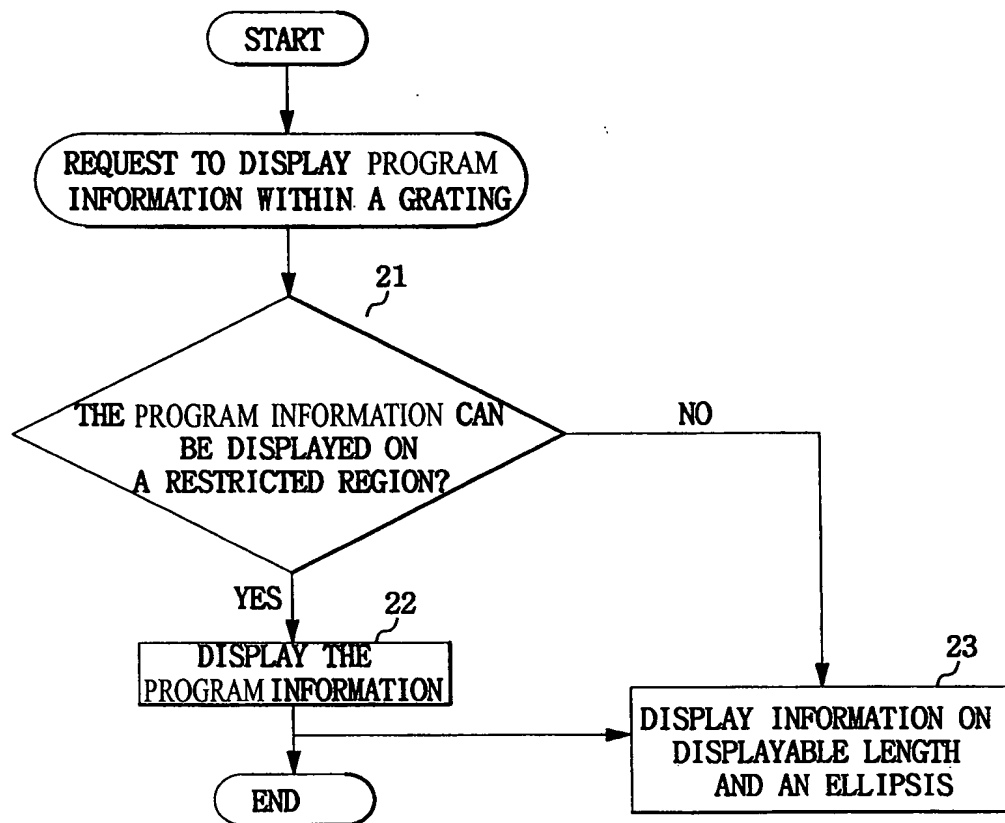 START
REQUEST TO DISPLAY PROGRAM
INFORMATION WITHIN A GRATING
21
THE PROGRAM INFORMATION CAN
BE DISPLAYED ON
A RESTRICTED REGION?
NO
YES
22
DISPLAY THE
PROGRAM INFORMATION
23
DISPLAY INFORMATION ON
DISPLAYABLE LENGTH
AND AN ELLIPSIS
END